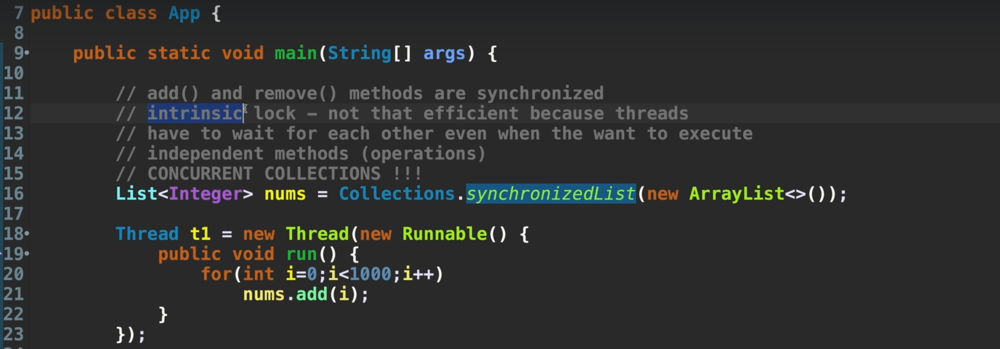 7 public class App {
8
9 public static void main(String[] args) {
10
11 // add() and remove() methods are synchronized
12 // intrinsic lock – not that efficient because threads
13 // have to wait for each other even when the want to execute
14 // independent methods (operations)
15 // CONCURRENT COLLECTIONS !!!
16 List<Integer> nums = Collections.synchronizedList(new ArrayList<>());
17
18 Thread t1 = new Thread(new Runnable() {
19 public void run() {
20 for(int i=0;i<1000;i++)
21 nums.add(i);
22 }
23 });